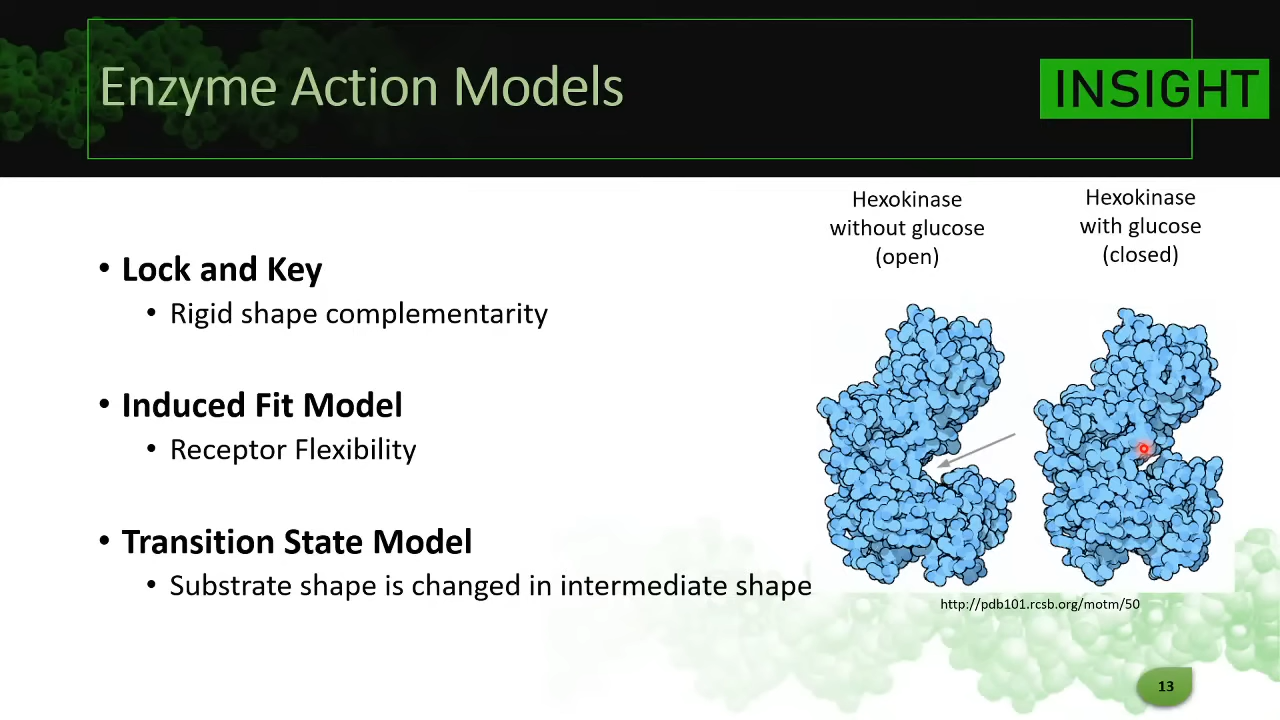 Enzyme Action Models
INSIGHT
• Lock and Key
• Rigid shape complementarity
• Induced Fit Model
• Receptor Flexibility
• Transition State Model
• Substrate shape is changed in intermediate shape
Hexokinase
without glucose
(open)
Hexokinase
with glucose
(closed)
http://pdb101.rcsb.org/motm/50
13